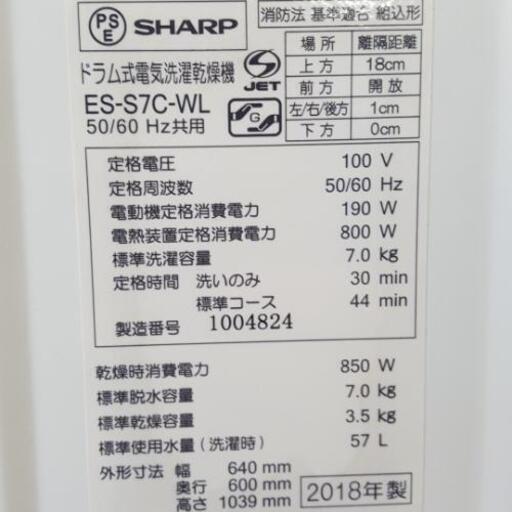 PSE SHARP
ドラム式電気洗濯乾燥機
ES-S7C-WL
50/60 Hz共用
S JET
G
消防法 基準適合 組込形
場所 離隔距離
上方 18cm
前方 開放
左/右/後方 1cm
下方 0cm
定格電圧 100 V
定格周波数 50/60 Hz
電動機定格消費電力 190 W
電熱装置定格消費電力 800 W
標準洗濯容量 7.0 kg
定格時間 洗いのみ 30 min
標準コース 44 min
製造番号 1004824
乾燥時消費電力 850 W
標準脱水容量 7.0 kg
標準乾燥容量 3.5 kg
標準使用水量(洗濯時) 57 L
外形寸法 幅 640 mm
奥行 600 mm
高さ 1039 mm
2018年製